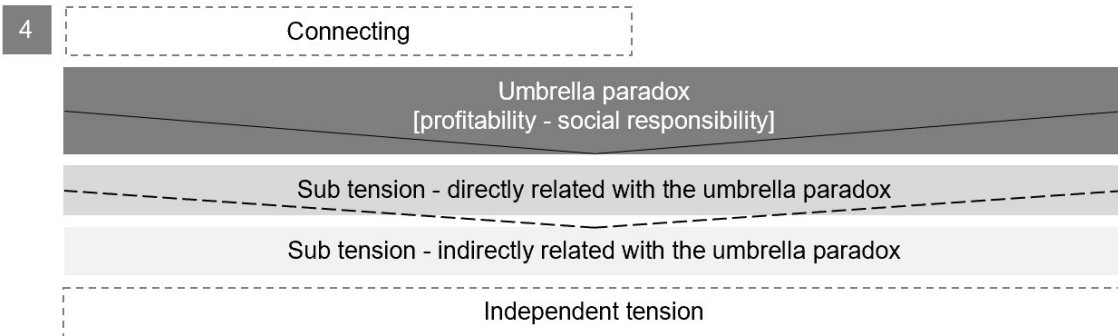 4
Connecting
Umbrella paradox
[profitability - social responsibility]
Sub tension - directly related with the umbrella paradox
Sub tension - indirectly related with the umbrella paradox
Independent tension